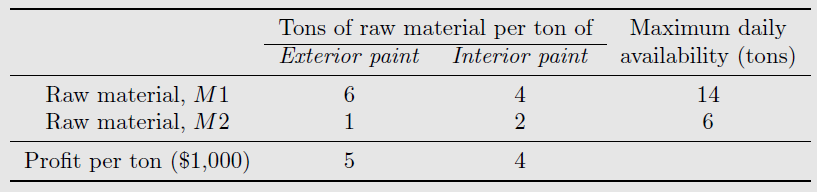 Tons of raw material per ton of Maximum daily
Exterior paint Interior paint availability (tons)
Raw material, M1 6 4 14
Raw material, M2 1 2 6
Profit per ton ($1,000) 5 4